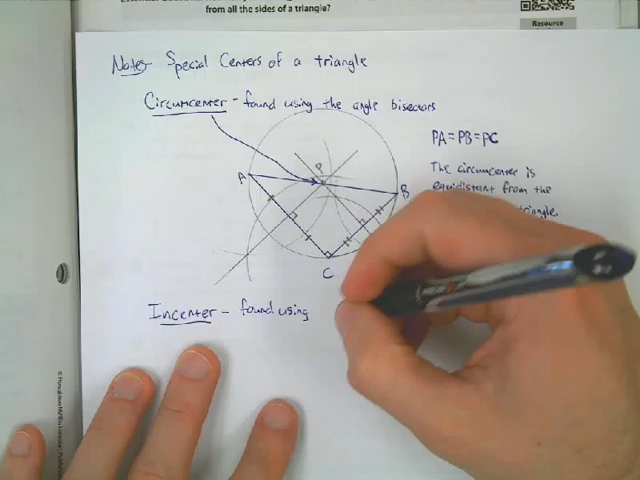 from all the sides of a triangle?
Resource
Notes- Special Centers of a triangle
Circumcenter - found using the angle bisectors
PA=PB=PC
The circumcenter is
equidistant from the
triangle.
P
A
B
C
Incenter - found using